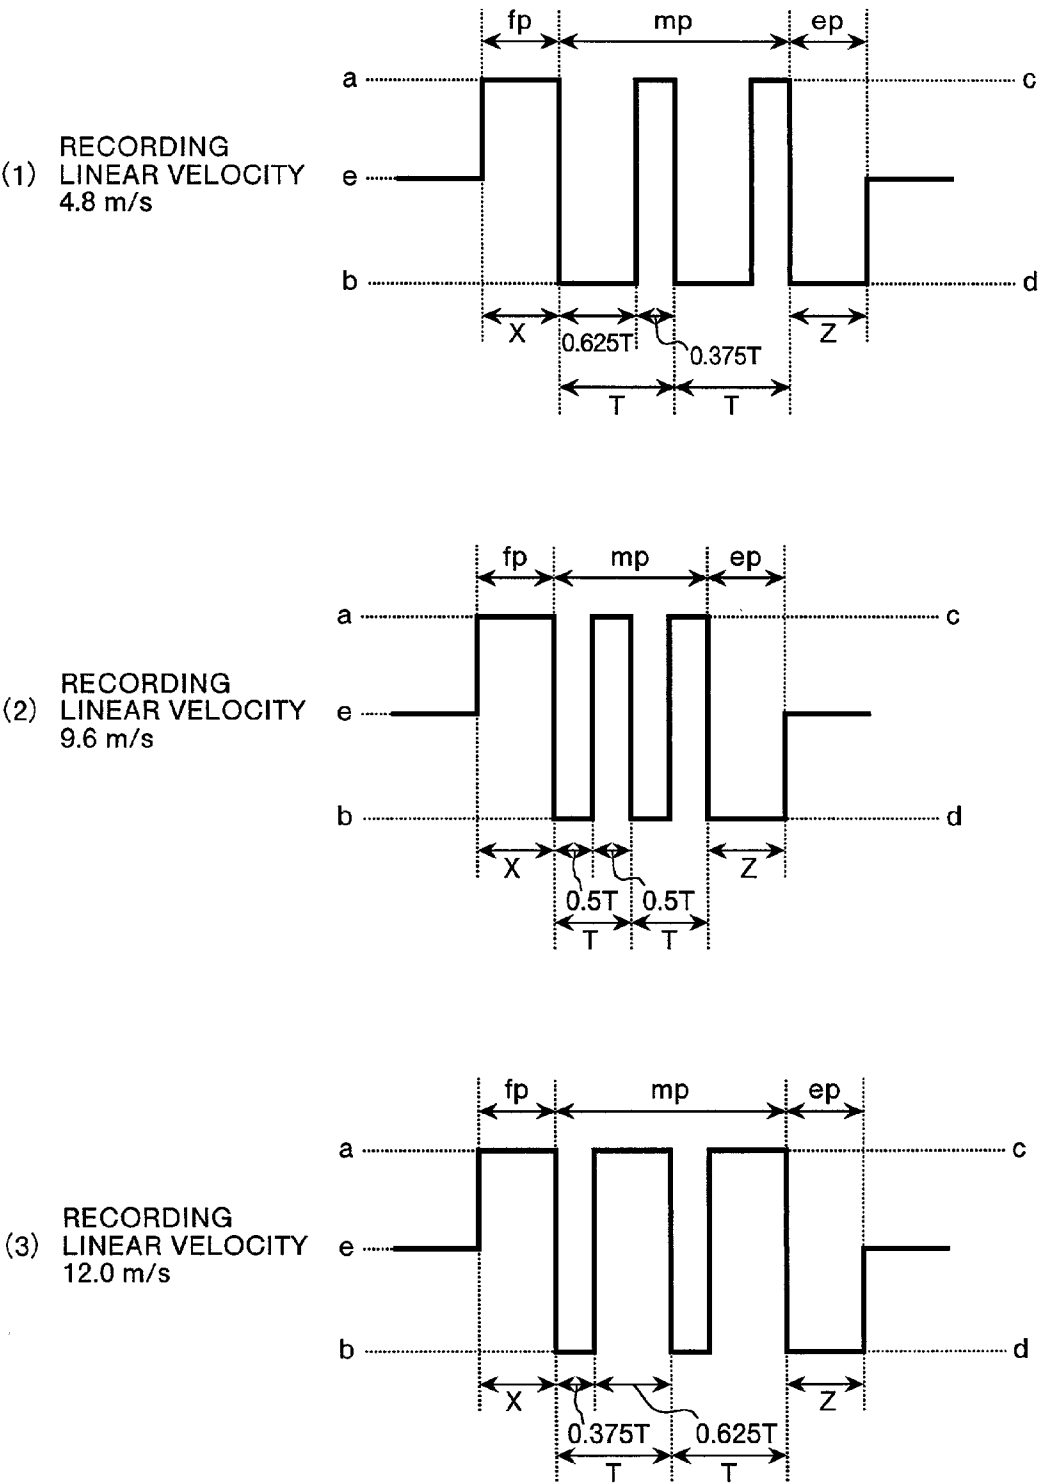 fp mp ep
a c
RECORDING
(1) LINEAR VELOCITY e
4.8 m/s
b d
X 0.625T 0.375T Z
T T
fp mp ep
a c
RECORDING
(2) LINEAR VELOCITY e
9.6 m/s
b d
X Z
0.5T 0.5T
T T
fp mp ep
a c
RECORDING
(3) LINEAR VELOCITY e
12.0 m/s
b d
X Z
0.375T 0.625T
T T